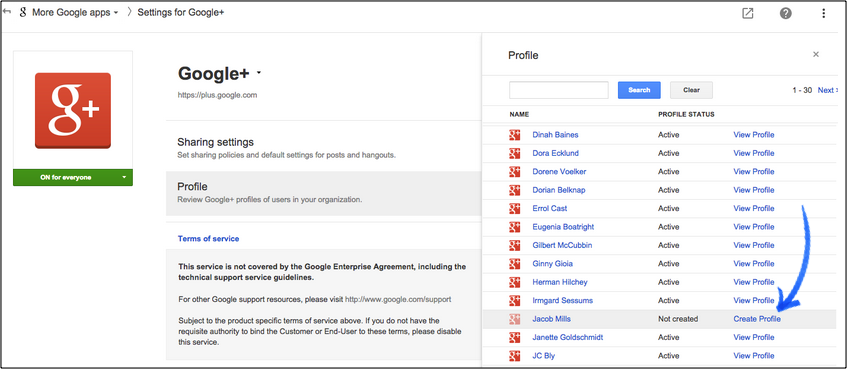 More Google apps
Settings for Google+
Google+
https://plus.google.com
Sharing settings
Set sharing policies and default settings for posts and hangouts.
ON for everyone
Profile
Review Google+ profiles of users in your organization.
Terms of service
This service is not covered by the Google Enterprise Agreement, including the
technical support service guidelines.
For other Google support resources, please visit http://www.google.com/support
Subject to the product specific terms of service above. If you do not have the
requisite authority to bind the Customer or End-User to these terms, please disable
this service.
Profile
Search Clear 1 - 30 Next
NAME PROFILE STATUS
Dinah Baines Active View Profile
Dora Ecklund Active View Profile
Dorene Voelker Active View Profile
Dorian Belknap Active View Profile
Errol Cast Active View Profile
Eugenia Boatright Active View Profile
Gilbert McCubbin Active View Profile
Ginny Gioia Active View Profile
Herman Hilchey Active View Profile
Irmgard Sessums Active View Profile
Jacob Mills Not created Create Profile
Janette Goldschmidt Active View Profile
JC Bly Active View Profile